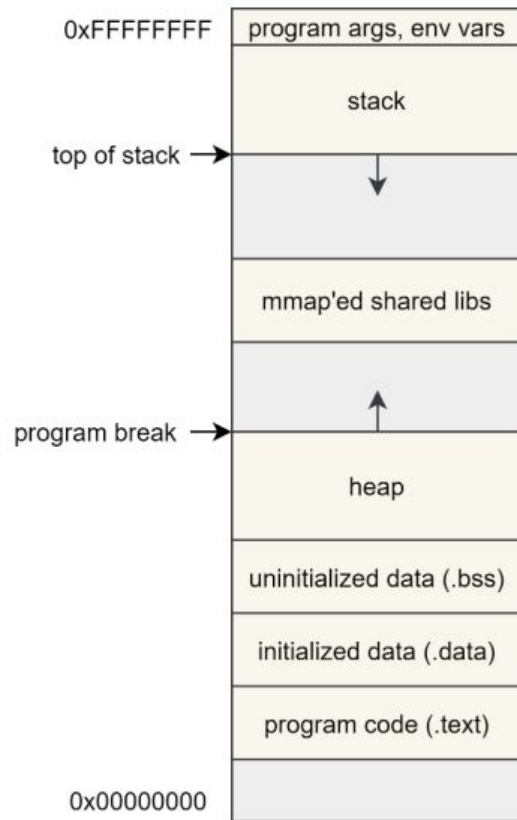 0xFFFFFFFF
program args, env vars
stack
top of stack
mmap'ed shared libs
program break
heap
uninitialized data (.bss)
initialized data (.data)
program code (.text)
0x00000000